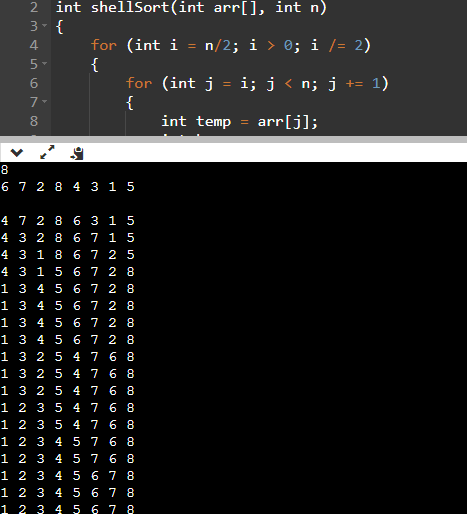 2 int shellSort(int arr[], int n)
3 {
4 for (int i = n/2; i > 0; i /= 2)
5 {
6 for (int j = i; j < n; j += 1)
7 {
8 int temp = arr[j];
8
6 7 2 8 4 3 1 5
4 7 2 8 6 3 1 5
4 3 2 8 6 7 1 5
4 3 1 8 6 7 2 5
4 3 1 5 6 7 2 8
1 3 4 5 6 7 2 8
1 3 4 5 6 7 2 8
1 3 4 5 6 7 2 8
1 3 4 5 6 7 2 8
1 3 2 5 4 7 6 8
1 3 2 5 4 7 6 8
1 3 2 5 4 7 6 8
1 2 3 5 4 7 6 8
1 2 3 5 4 7 6 8
1 2 3 4 5 7 6 8
1 2 3 4 5 7 6 8
1 2 3 4 5 6 7 8
1 2 3 4 5 6 7 8
1 2 3 4 5 6 7 8